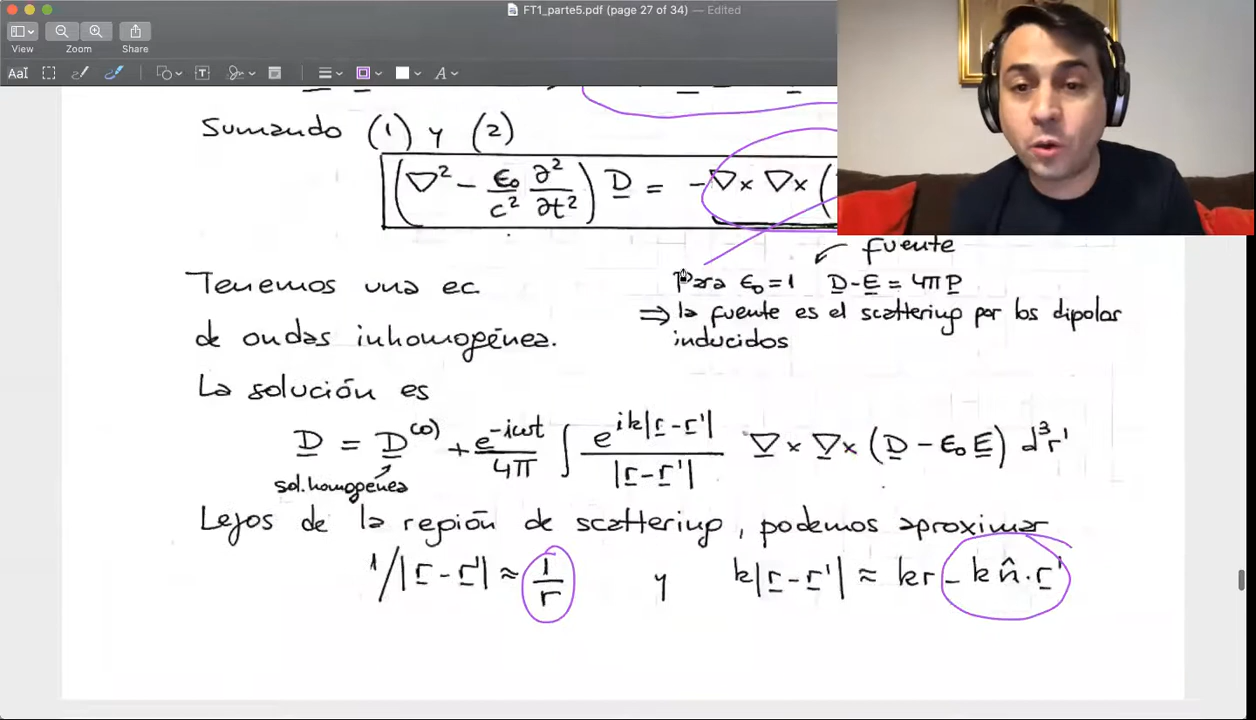 FT1_parte5.pdf (page 27 of 34) — Edited
View Zoom Share
Sumando (1) y (2)
(∇² - ε₀/c² ∂²/∂t²) D = -∇× ∇× (
fuente
Para ε₀=1 D-E = 4πP
Tenemos una ec
⇒ la fuente es el scattering por los dipolos
inducidos
de ondas inhomogénea.
La solución es
D = D^(0) + e^-iωt/4π ∫ e^ik|r-r'|/|r-r'| ∇×∇×(D-ε₀E) d³r'
sol.homogénea
Lejos de la región de scattering, podemos aproximar
1/|r-r'| ≈ 1/r y k|r-r'| ≈ kr - k n̂·r'